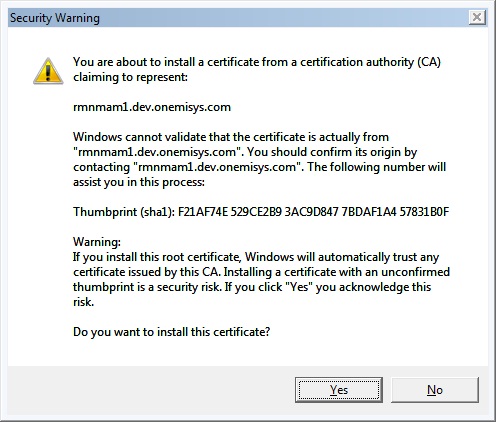 Security Warning
You are about to install a certificate from a certification authority (CA)
claiming to represent:
rmnmam1.dev.onemisys.com
Windows cannot validate that the certificate is actually from
"rmnmam1.dev.onemisys.com". You should confirm its origin by
contacting "rmnmam1.dev.onemisys.com". The following number will
assist you in this process:
Thumbprint (sha1): F21AF74E 529CE2B9 3AC9D847 7BDAF1A4 57831B0F
Warning:
If you install this root certificate, Windows will automatically trust any
certificate issued by this CA. Installing a certificate with an unconfirmed
thumbprint is a security risk. If you click "Yes" you acknowledge this
risk.
Do you want to install this certificate?
Yes No